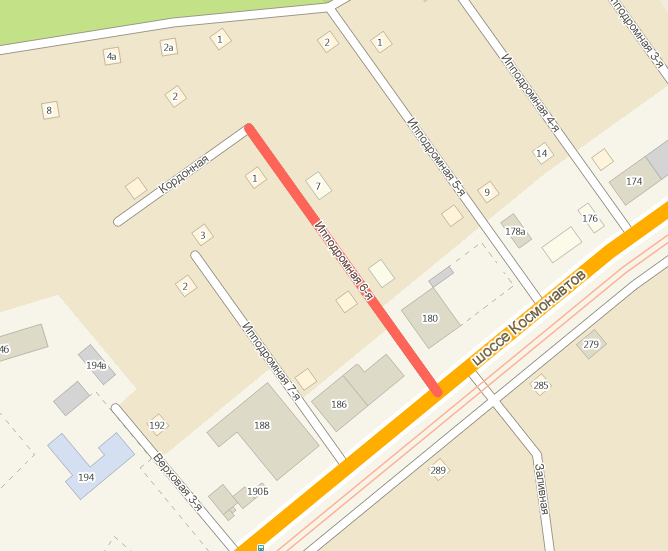 Ипподромная 3-я
1
2а
4а
2
1
Ипподромная 4-я
8
2
Ипподромная 5-я
14
Кордонная
1
7
9
174
176
178а
3
Ипподромная 6-я
2
шоссе Космонавтов
180
279
46
194в
Ипподромная 7-я
285
186
192
188
289
194
Верховая 3-я
190Б
Заливная